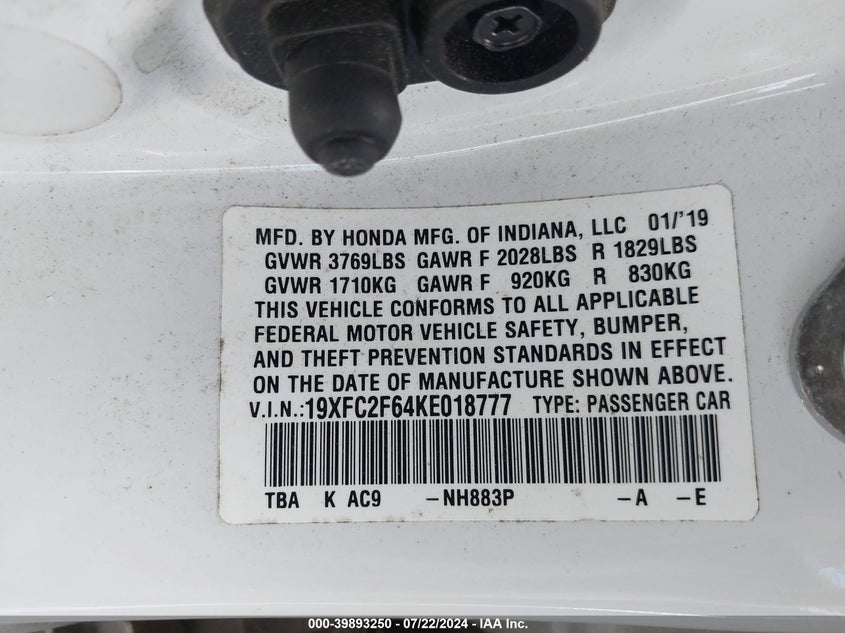 MFD. BY HONDA MFG. OF INDIANA, LLC 01/'19
GVWR 3769LBS GAWR F 2028LBS R 1829LBS
GVWR 1710KG GAWR F 920KG R 830KG
THIS VEHICLE CONFORMS TO ALL APPLICABLE
FEDERAL MOTOR VEHICLE SAFETY, BUMPER,
AND THEFT PREVENTION STANDARDS IN EFFECT
ON THE DATE OF MANUFACTURE SHOWN ABOVE.
V.I.N.:19XFC2F64KE018777 TYPE: PASSENGER CAR
TBA K AC9 -NH883P -A -E
000-39893250 - 07/22/2024 - IAA Inc.